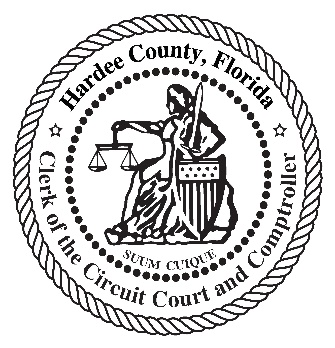 Hardee County, Florida
SUUM CUIQUE
Clerk of the Circuit Court and Comptroller